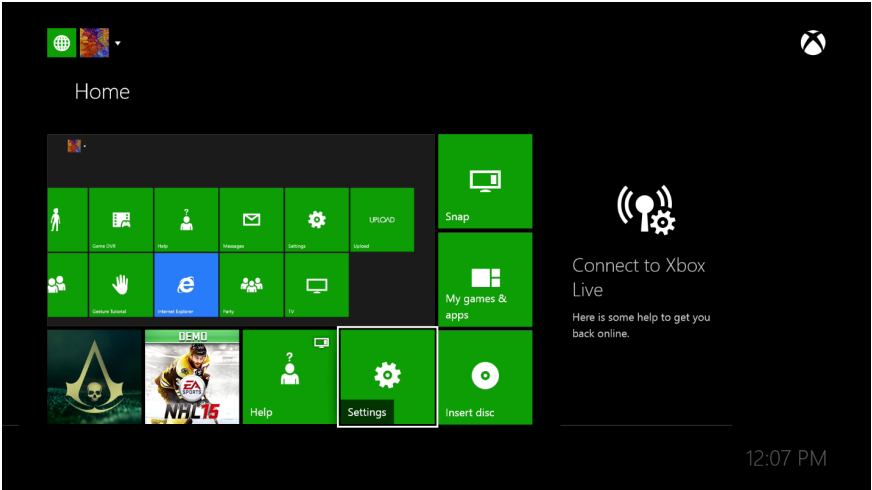 Home
Game DVR
Help
Messages
Settings
UPLOAD
Upload
Gesture Tutorial
Internet Explorer
Party
TV
Snap
My games &
apps
Connect to Xbox
Live
Here is some help to get you
back online.
DEMO
EA
SPORTS
NHL15
Help
Settings
Insert disc
12:07 PM